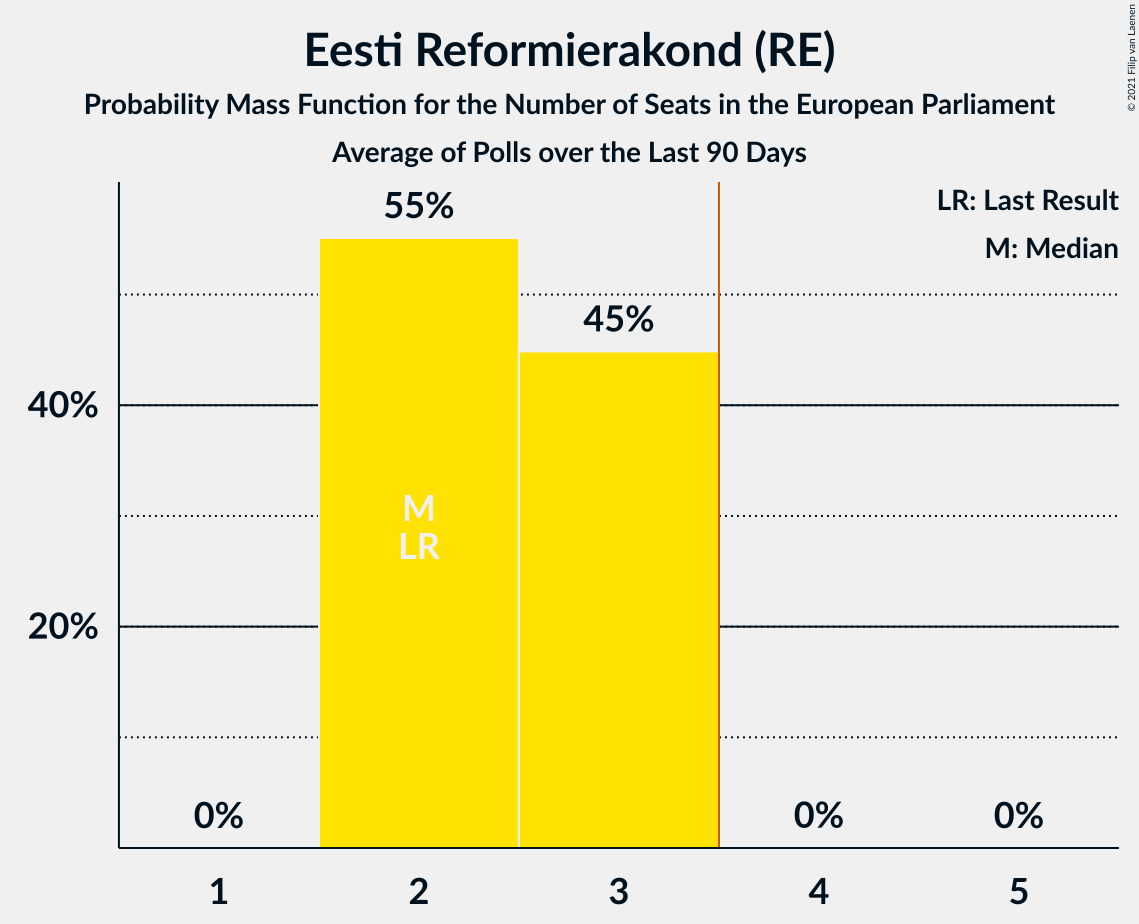 Eesti Reformierakond (RE)
Probability Mass Function for the Number of Seats in the European Parliament
Average of Polls over the Last 90 Days
© 2021 Filip van Laenen
LR: Last Result
M: Median
55%
45%
40%
20%
M
LR
0%
0%
0%
1
2
3
4
5